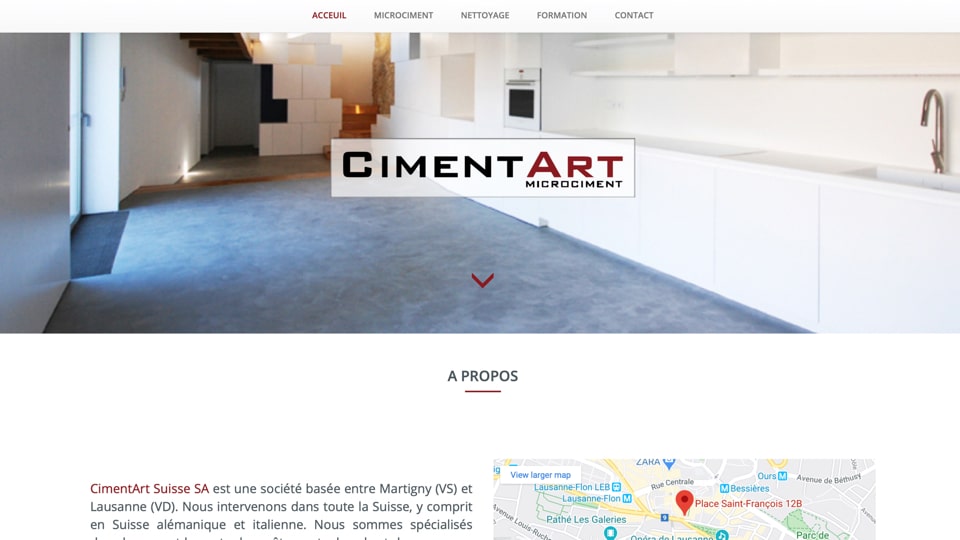 ACCEUIL MICROCIMENT NETTOYAGE FORMATION CONTACT
CIMENTART
MICROCIMENT
A PROPOS
CimentArt Suisse SA est une société basée entre Martigny (VS) et
Lausanne (VD). Nous intervenons dans toute la Suisse, y comprit
en Suisse alémanique et italienne. Nous sommes spécialisés
View larger map
ZARA
Ours
Lausanne-Flon LEB
Rue Centrale
Bessières
Avenue de Béthusy
Lausanne-Flon
Place Saint-François 12B
Pathé Les Galeries
Avenue Louis-Ruchonnet
Opéra de Lausanne
Parc de